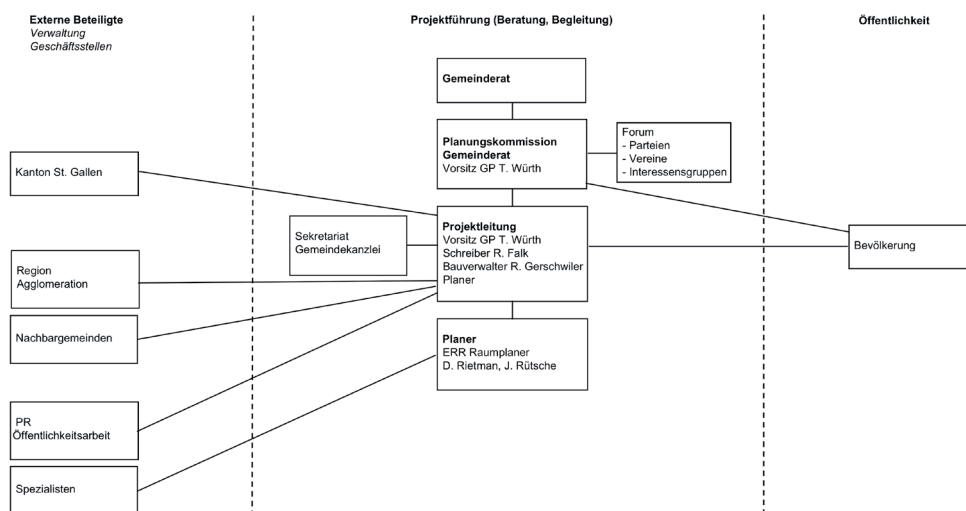 Externe Beteiligte
Verwaltung
Geschäftsstellen
Projektführung (Beratung, Begleitung)
Öffentlichkeit
Gemeinderat
Planungskommission
Gemeinderat
Vorsitz GP T. Würth
Forum
- Parteien
- Vereine
- Interessensgruppen
Kanton St. Gallen
Sekretariat
Gemeindekanzlei
Projektleitung
Vorsitz GP T. Würth
Schreiber R. Falk
Bauverwalter R. Gerschwiler
Planer
Bevölkerung
Region
Agglomeration
Nachbargemeinden
Planer
ERR Raumplaner
D. Rietman, J. Rütsche
PR
Öffentlichkeitsarbeit
Spezialisten